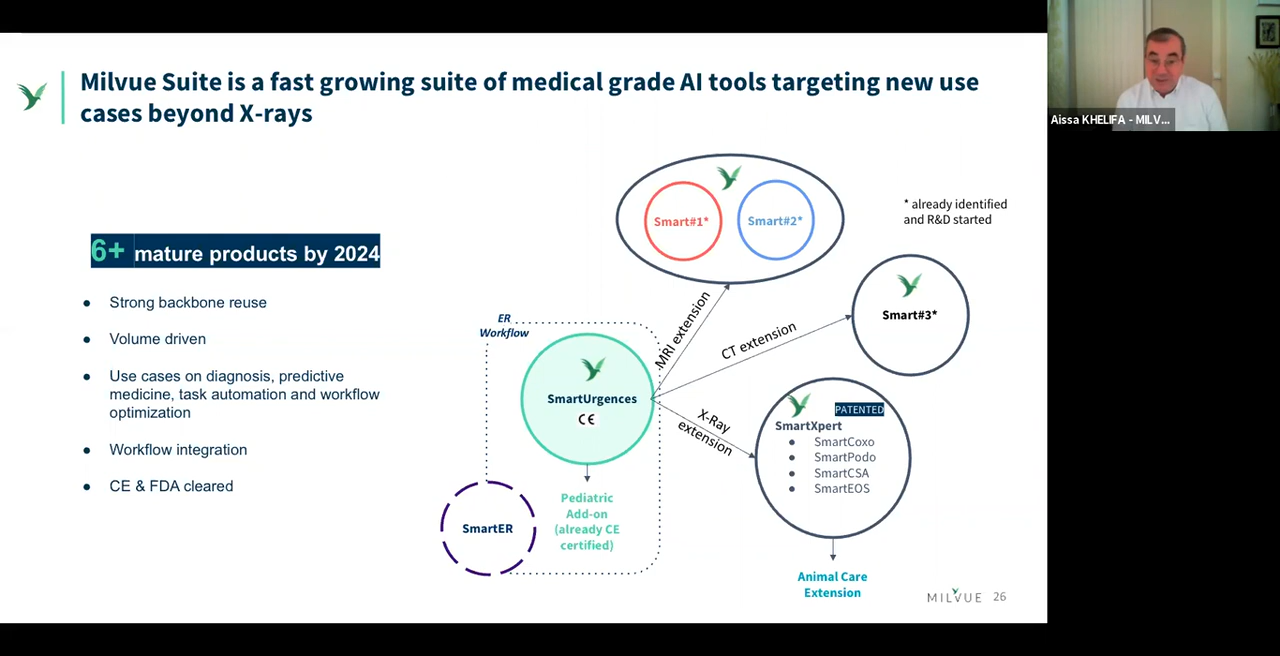 Milvue Suite is a fast growing suite of medical grade AI tools targeting new use
cases beyond X-rays
Aissa KHELIFA - MILV...
6+ mature products by 2024
● Strong backbone reuse
● Volume driven
● Use cases on diagnosis, predictive
medicine, task automation and workflow
optimization
● Workflow integration
● CE & FDA cleared
Smart#1*
Smart#2*
* already identified
and R&D started
MRI extension
CT extension
Smart#3*
ER
Workflow
SmartUrgences
CE
X-Ray
extension
PATENTED
SmartXpert
● SmartCoxo
● SmartPodo
● SmartCSA
● SmartEOS
Pediatric
Add-on
(already CE
certified)
SmartER
Animal Care
Extension
MILVUE 26